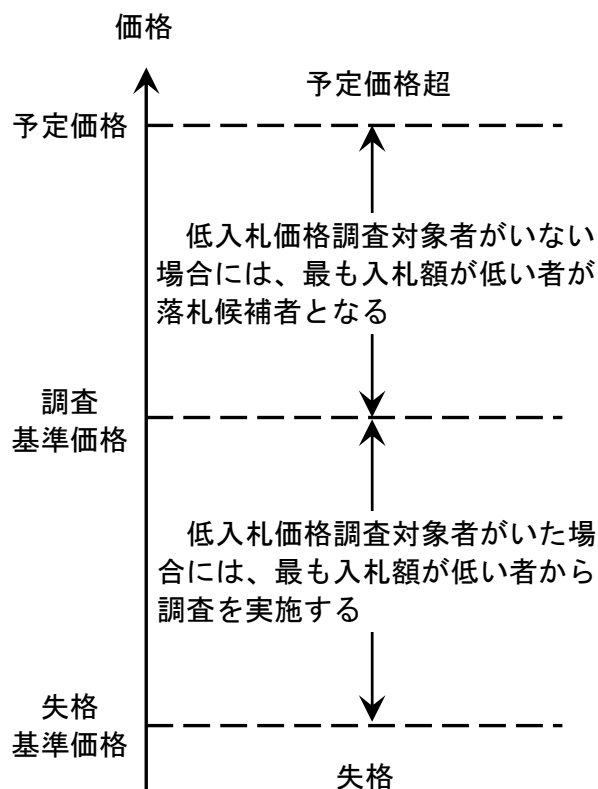 価格
予定価格超
予定価格
低入札価格調査対象者がいない
場合には、最も入札額が低い者が
落札候補者となる
調査
基準価格
低入札価格調査対象者がいた場
合には、最も入札額が低い者から
調査を実施する
失格
基準価格
失格